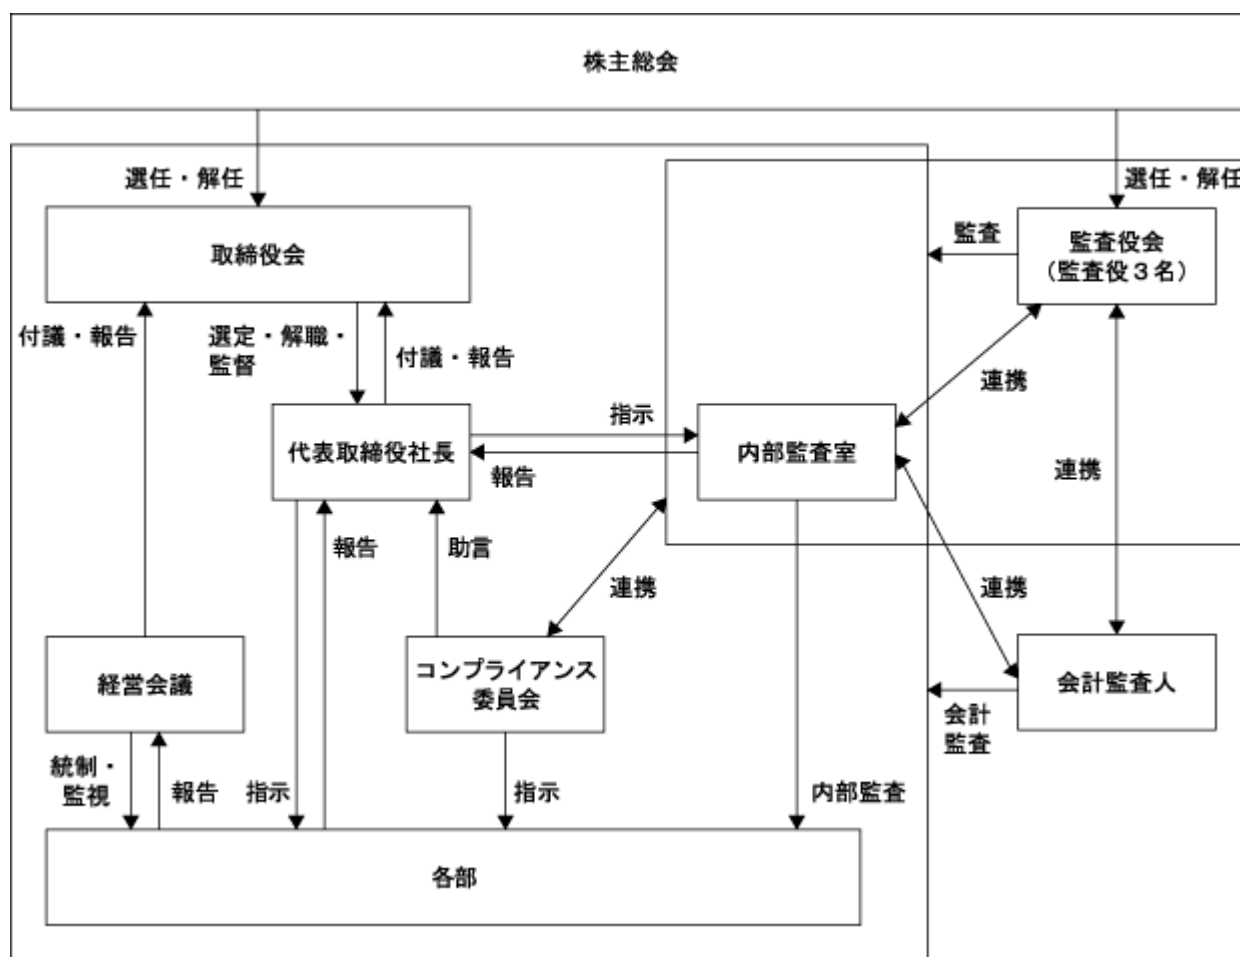 株主総会
選任・解任
選任・解任
取締役会
監査
監査役会
（監査役３名）
付議・報告
選定・解職・
監督
付議・報告
連携
代表取締役社長
指示
報告
内部監査室
連携
報告
助言
連携
連携
経営会議
コンプライアンス
委員会
会計監査人
会計
監査
統制・
監視
報告
指示
指示
内部監査
各部